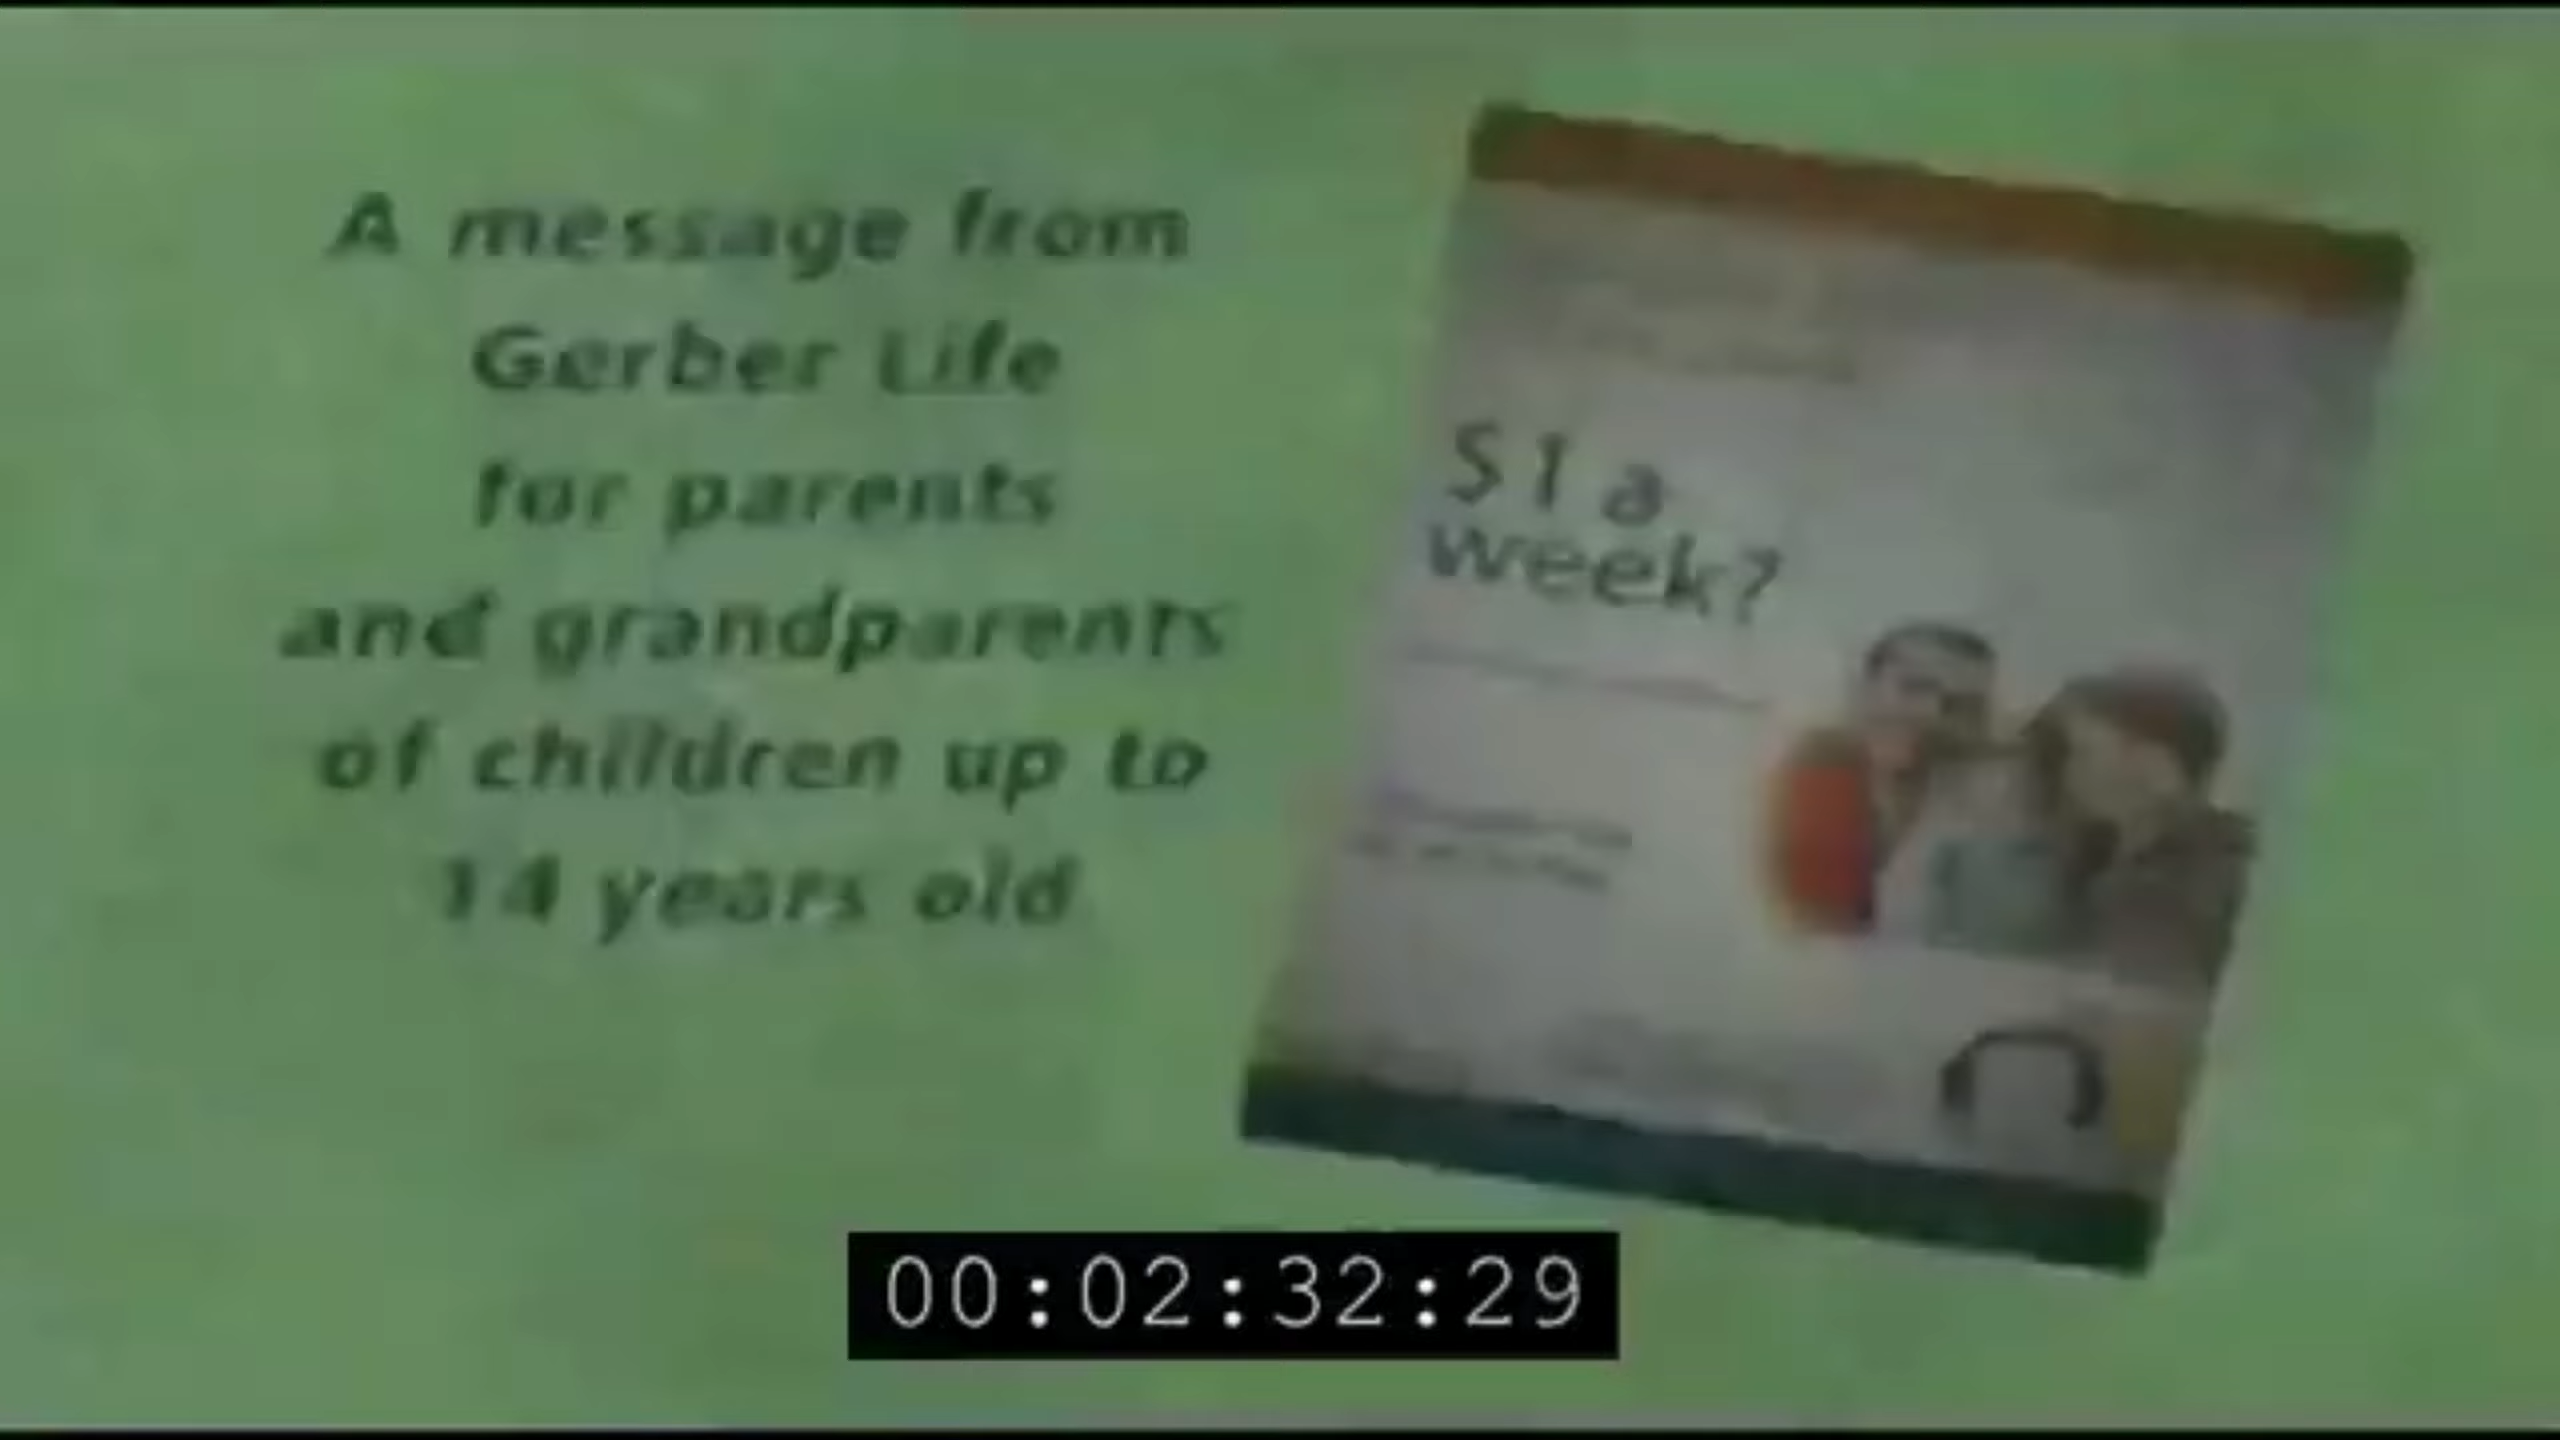 A message from
Gerber Life
for parents
and grandparents
of children up to
14 years old
$1 a
week?
00:02:32:29